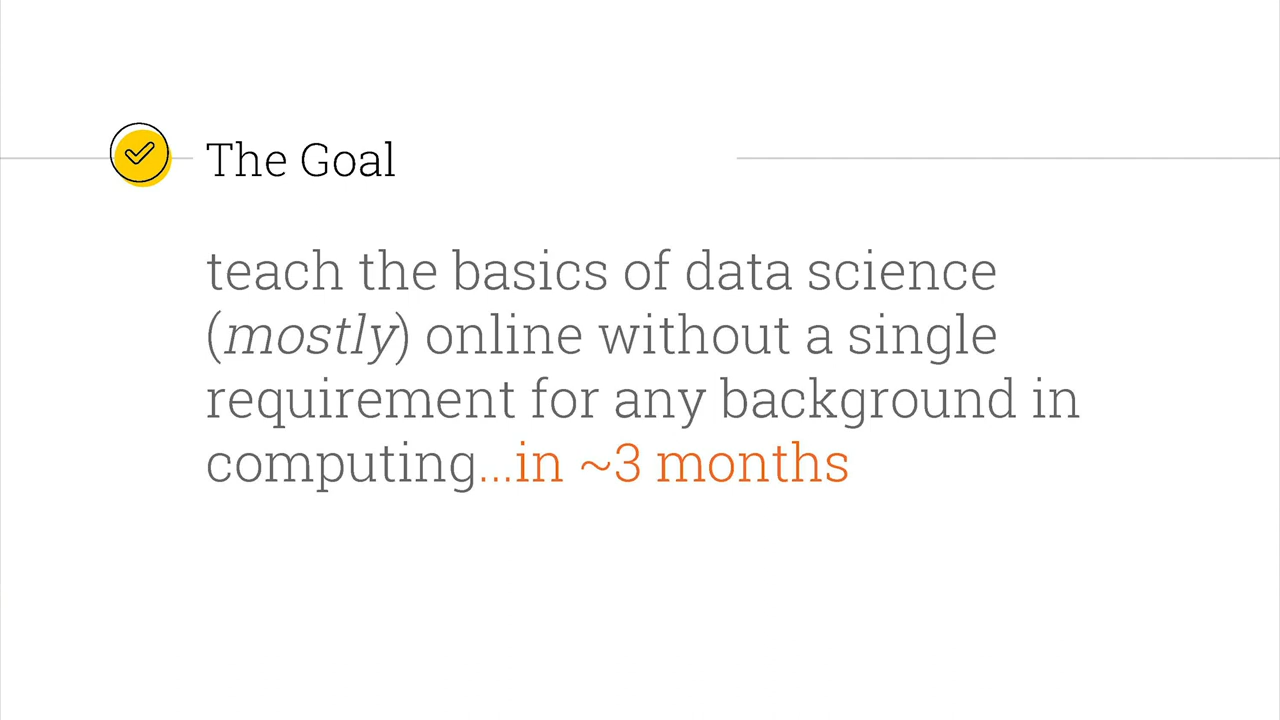 The Goal
teach the basics of data science
(mostly) online without a single
requirement for any background in
computing...in ~3 months